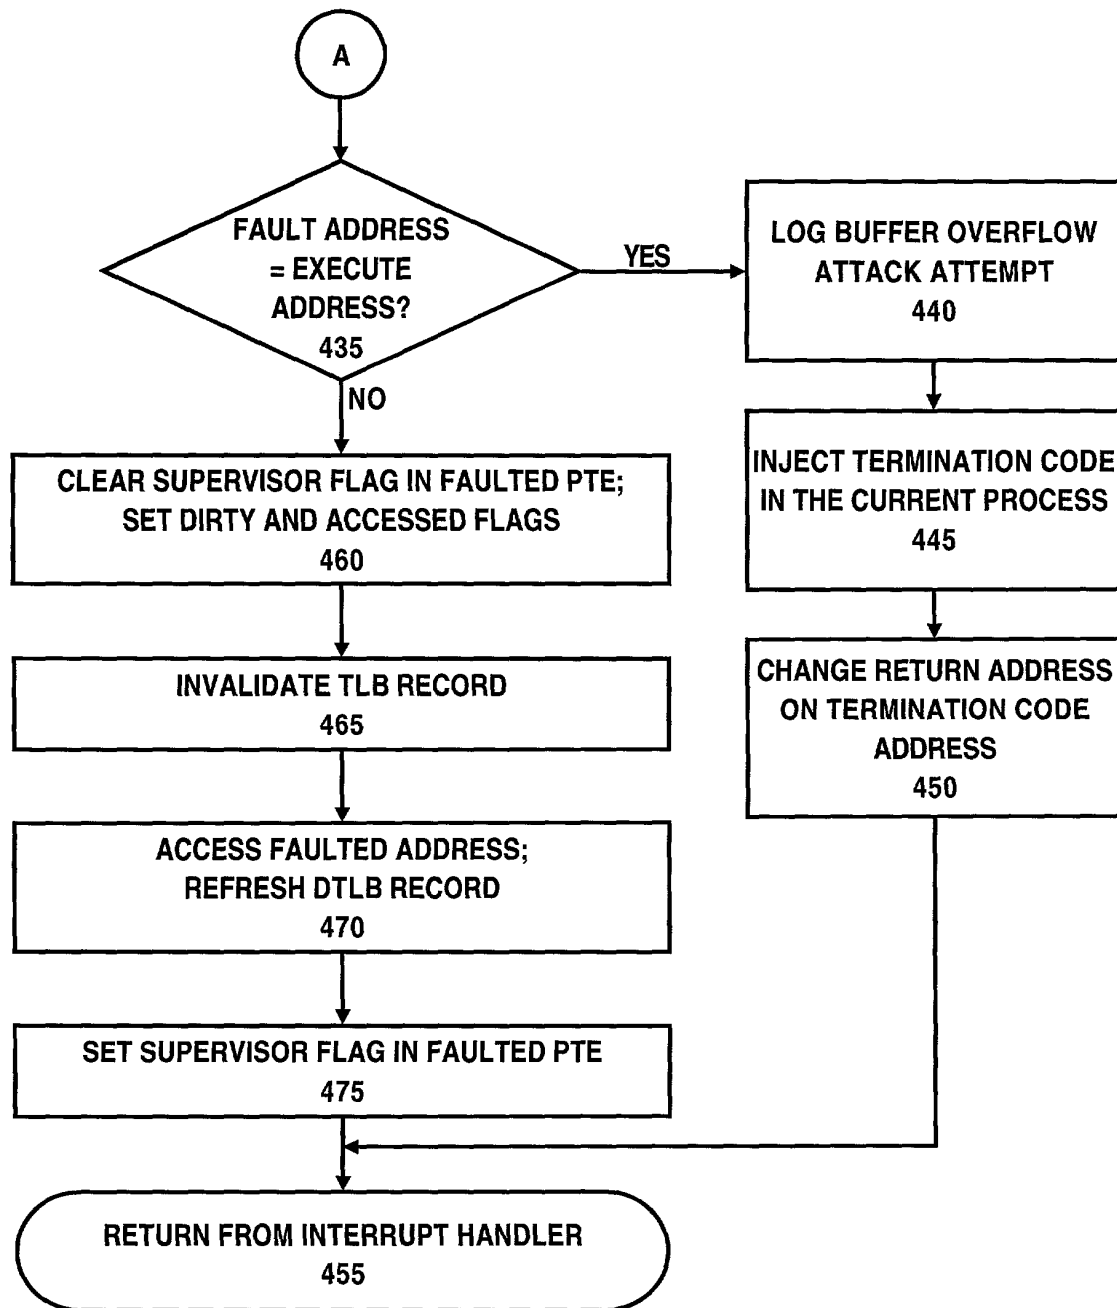 A
FAULT ADDRESS
= EXECUTE
ADDRESS?
435
YES
NO
LOG BUFFER OVERFLOW
ATTACK ATTEMPT
440
INJECT TERMINATION CODE
IN THE CURRENT PROCESS
445
CHANGE RETURN ADDRESS
ON TERMINATION CODE
ADDRESS
450
CLEAR SUPERVISOR FLAG IN FAULTED PTE;
SET DIRTY AND ACCESSED FLAGS
460
INVALIDATE TLB RECORD
465
ACCESS FAULTED ADDRESS;
REFRESH DTLB RECORD
470
SET SUPERVISOR FLAG IN FAULTED PTE
475
RETURN FROM INTERRUPT HANDLER
455